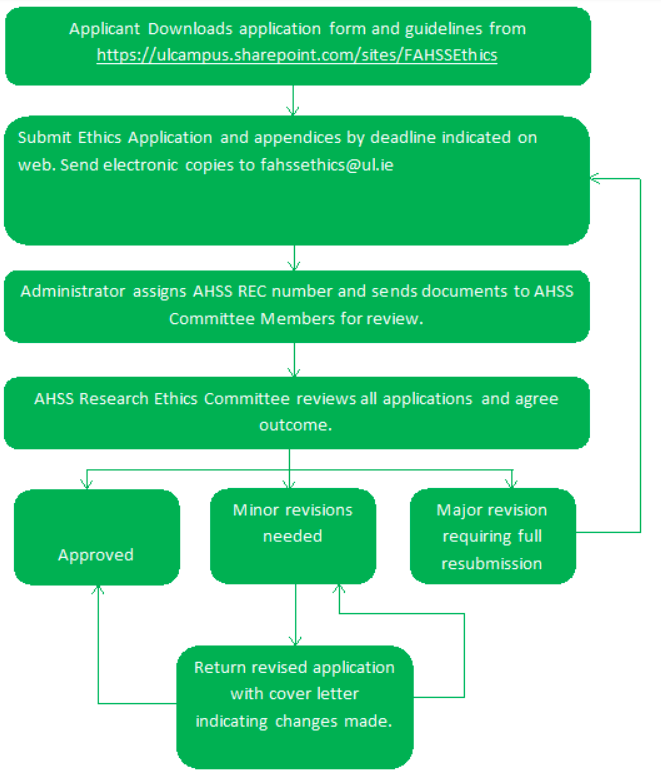 Applicant Downloads application form and guidelines from
https://ulcampus.sharepoint.com/sites/FAHSSEthics
Submit Ethics Application and appendices by deadline indicated on
web. Send electronic copies to fahssethics@ul.ie
Administrator assigns AHSS REC number and sends documents to AHSS
Committee Members for review.
AHSS Research Ethics Committee reviews all applications and agree
outcome.
Approved
Minor revisions
needed
Major revision
requiring full
resubmission
Return revised application
with cover letter
indicating changes made.